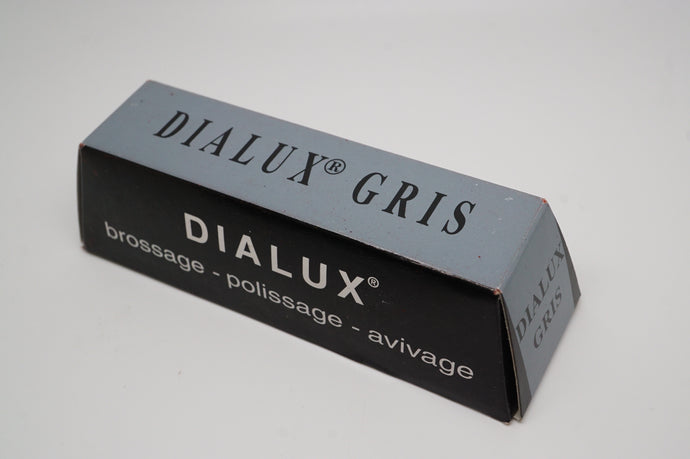 DIALUX® GRIS
DIALUX®
brossage - polissage - avivage
DIALUX
GRIS